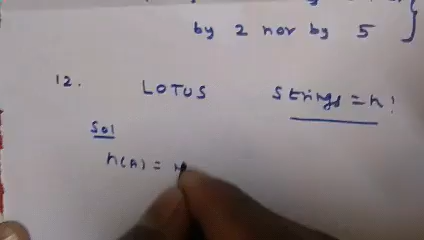 by 2 nor by 5 }
12. LOTUS Strings = n!
Sol
n(A) =